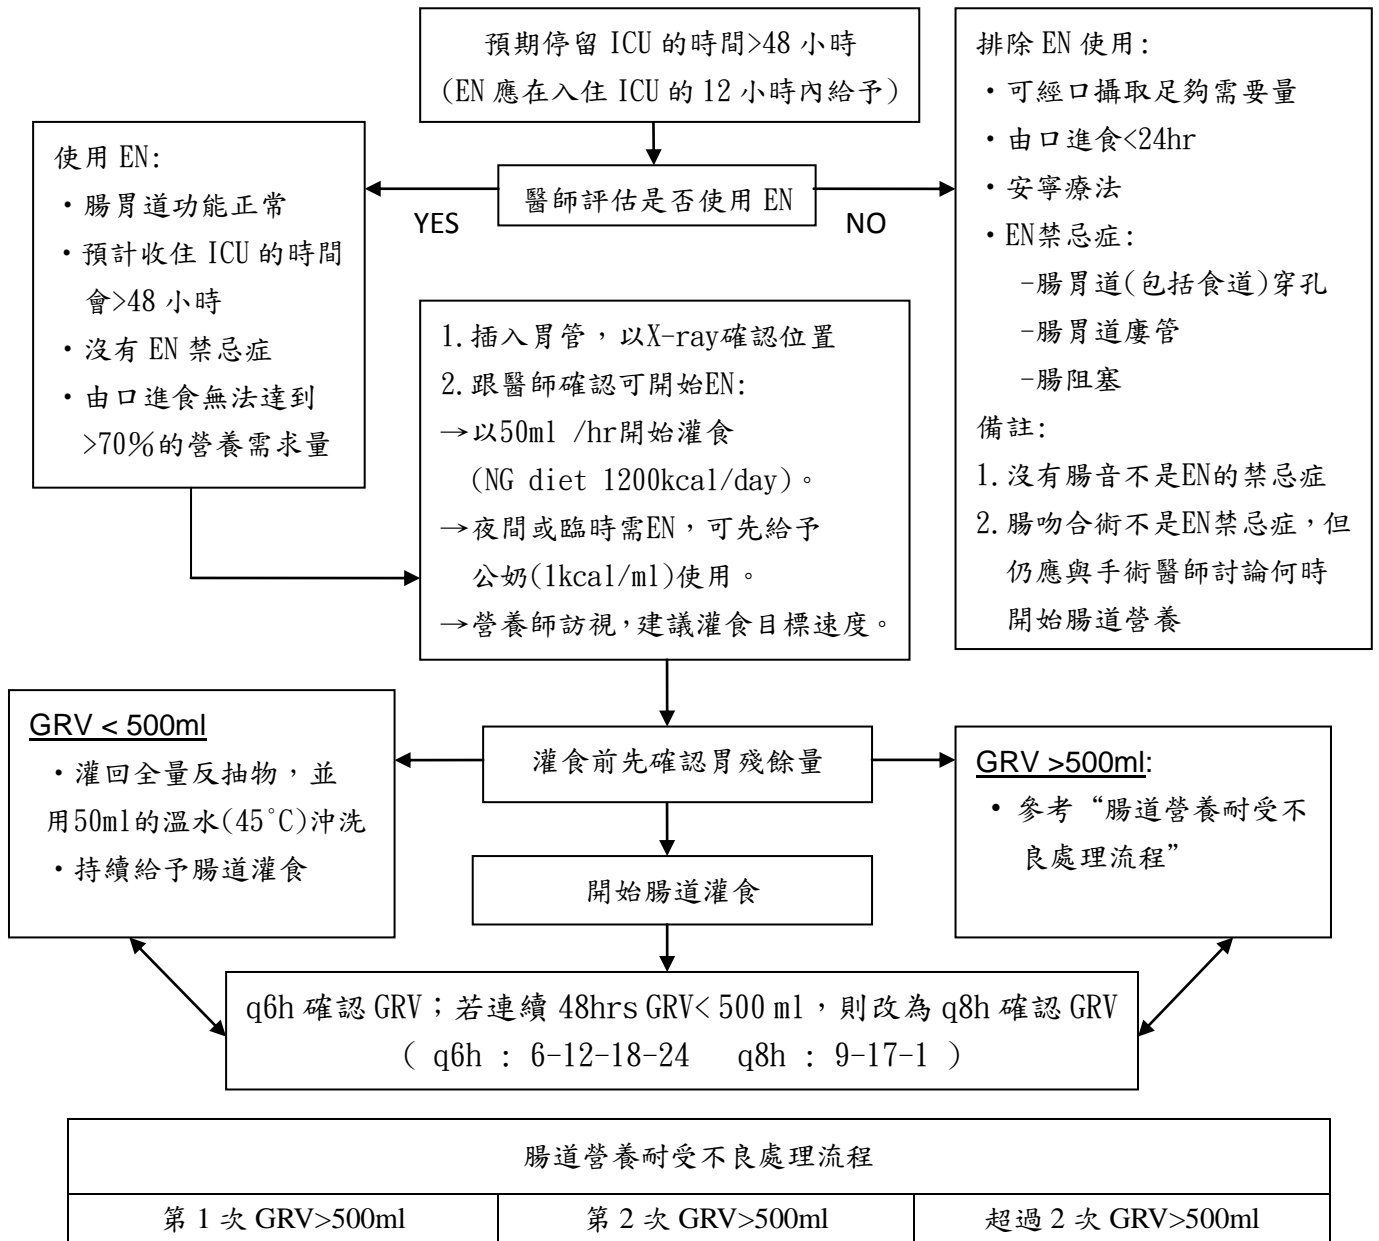 預期停留 ICU 的時間>48 小時
(EN 應在入住 ICU 的 12 小時內給予)
醫師評估是否使用 EN
YES
NO
使用 EN:
・腸胃道功能正常
・預計收住 ICU 的時間
會>48 小時
・沒有 EN 禁忌症
・由口進食無法達到
>70%的營養需求量
排除 EN 使用:
・可經口攝取足夠需要量
・由口進食<24hr
・安寧療法
・EN禁忌症:
-腸胃道(包括食道)穿孔
-腸胃道廔管
-腸阻塞
備註:
1.沒有腸音不是EN的禁忌症
2.腸吻合術不是EN禁忌症，但
仍應與手術醫師討論何時
開始腸道營養
1.插入胃管，以X-ray確認位置
2.跟醫師確認可開始EN:
→以50ml /hr開始灌食
(NG diet 1200kcal/day)。
→夜間或臨時需EN，可先給予
公奶(1kcal/ml)使用。
→營養師訪視，建議灌食目標速度。
灌食前先確認胃殘餘量
GRV < 500ml
・灌回全量反抽物，並
用50ml的溫水(45°C)沖洗
・持續給予腸道灌食
GRV >500ml:
・參考“腸道營養耐受不
良處理流程”
開始腸道灌食
q6h 確認 GRV；若連續 48hrs GRV< 500 ml，則改為 q8h 確認 GRV
( q6h : 6-12-18-24 q8h : 9-17-1 )
腸道營養耐受不良處理流程
第 1 次 GRV>500ml
第 2 次 GRV>500ml
超過 2 次 GRV>500ml